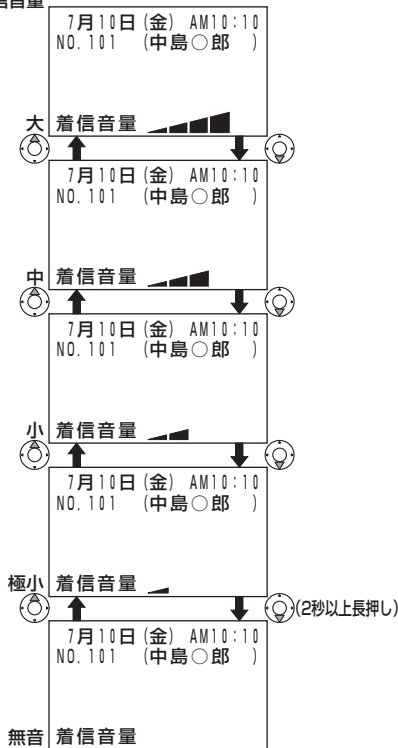 7月10日(金) AM10:10
NO.101 (中島○郎 )
大 着信音量
7月10日(金) AM10:10
NO.101 (中島○郎 )
中 着信音量
7月10日(金) AM10:10
NO.101 (中島○郎 )
小 着信音量
7月10日(金) AM10:10
NO.101 (中島○郎 )
極小 着信音量
(2秒以上長押し)
7月10日(金) AM10:10
NO.101 (中島○郎 )
無音 着信音量